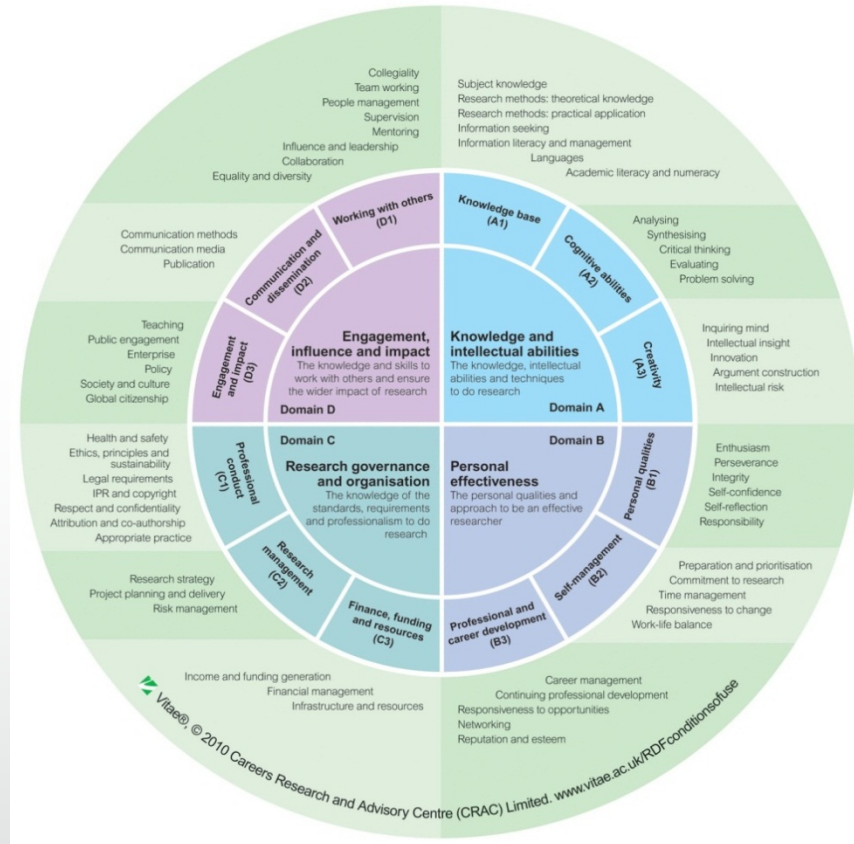 Collegiality
Team working
People management
Supervision
Mentoring
Influence and leadership
Collaboration
Equality and diversity
Subject knowledge
Research methods: theoretical knowledge
Research methods: practical application
Information seeking
Information literacy and management
Languages
Academic literacy and numeracy
Working with others
(D1)
Knowledge base
(A1)
Communication methods
Communication media
Publication
Communication and
dissemination
(D2)
Cognitive abilities
(A2)
Analysing
Synthesising
Critical thinking
Evaluating
Problem solving
Teaching
Public engagement
Enterprise
Policy
Society and culture
Global citizenship
Engagement
and impact
(D3)
Engagement,
influence and impact
The knowledge and skills to
work with others and ensure
the wider impact of research
Domain D
Knowledge and
intellectual abilities
The knowledge, intellectual
abilities and techniques
to do research
Domain A
Creativity
(A3)
Inquiring mind
Intellectual insight
Innovation
Argument construction
Intellectual risk
Health and safety
Ethics, principles and
sustainability
Legal requirements
IPR and copyright
Respect and confidentiality
Attribution and co-authorship
Appropriate practice
Professional
conduct
(C1)
Domain C
Research governance
and organisation
The knowledge of the
standards, requirements
and professionalism to do
research
Domain B
Personal
effectiveness
The personal qualities and
approach to be an effective
researcher
Personal qualities
(B1)
Enthusiasm
Perseverance
Integrity
Self-confidence
Self-reflection
Responsibility
Research strategy
Project planning and delivery
Risk management
Research
management
(C2)
Self-management
(B2)
Preparation and prioritisation
Commitment to research
Time management
Responsiveness to change
Work-life balance
Finance, funding
and resources
(C3)
Professional and
career development
(B3)
Income and funding generation
Financial management
Infrastructure and resources
Career management
Continuing professional development
Responsiveness to opportunities
Networking
Reputation and esteem
Vitae®, © 2010 Careers Research and Advisory Centre (CRAC) Limited. www.vitae.ac.uk/RDFconditionsofuse